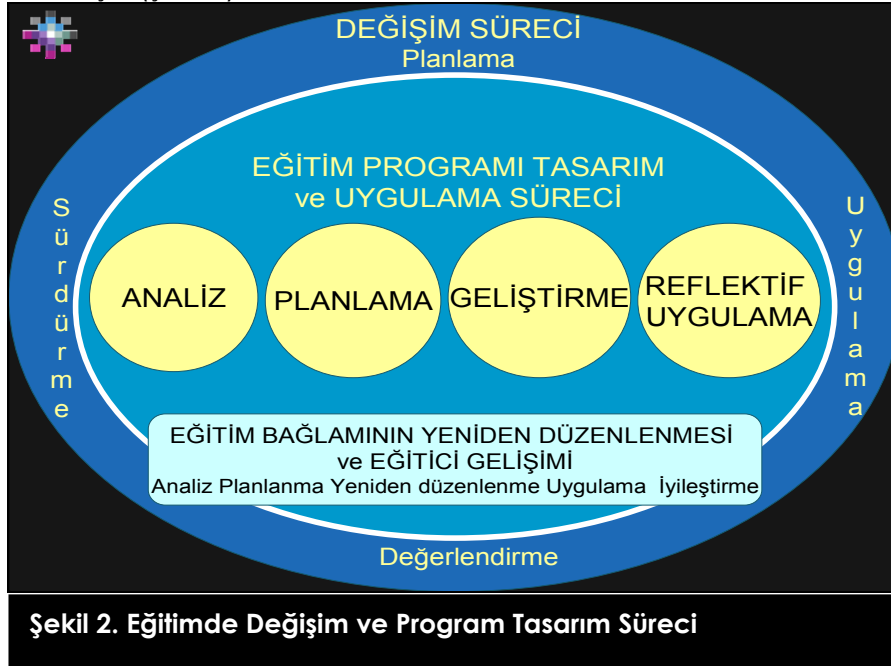 DEĞİŞİM SÜRECİ
Planlama
EĞİTİM PROGRAMI TASARIM
ve UYGULAMA SÜRECİ
Sürdürme
ANALİZ
PLANLAMA
GELİŞTİRME
REFLEKTİF
UYGULAMA
Uygulama
EĞİTİM BAĞLAMININ YENİDEN DÜZENLENMESİ
ve EĞİTİCİ GELİŞİMİ
Analiz Planlanma Yeniden düzenlenme Uygulama İyileştirme
Değerlendirme
Şekil 2. Eğitimde Değişim ve Program Tasarım Süreci